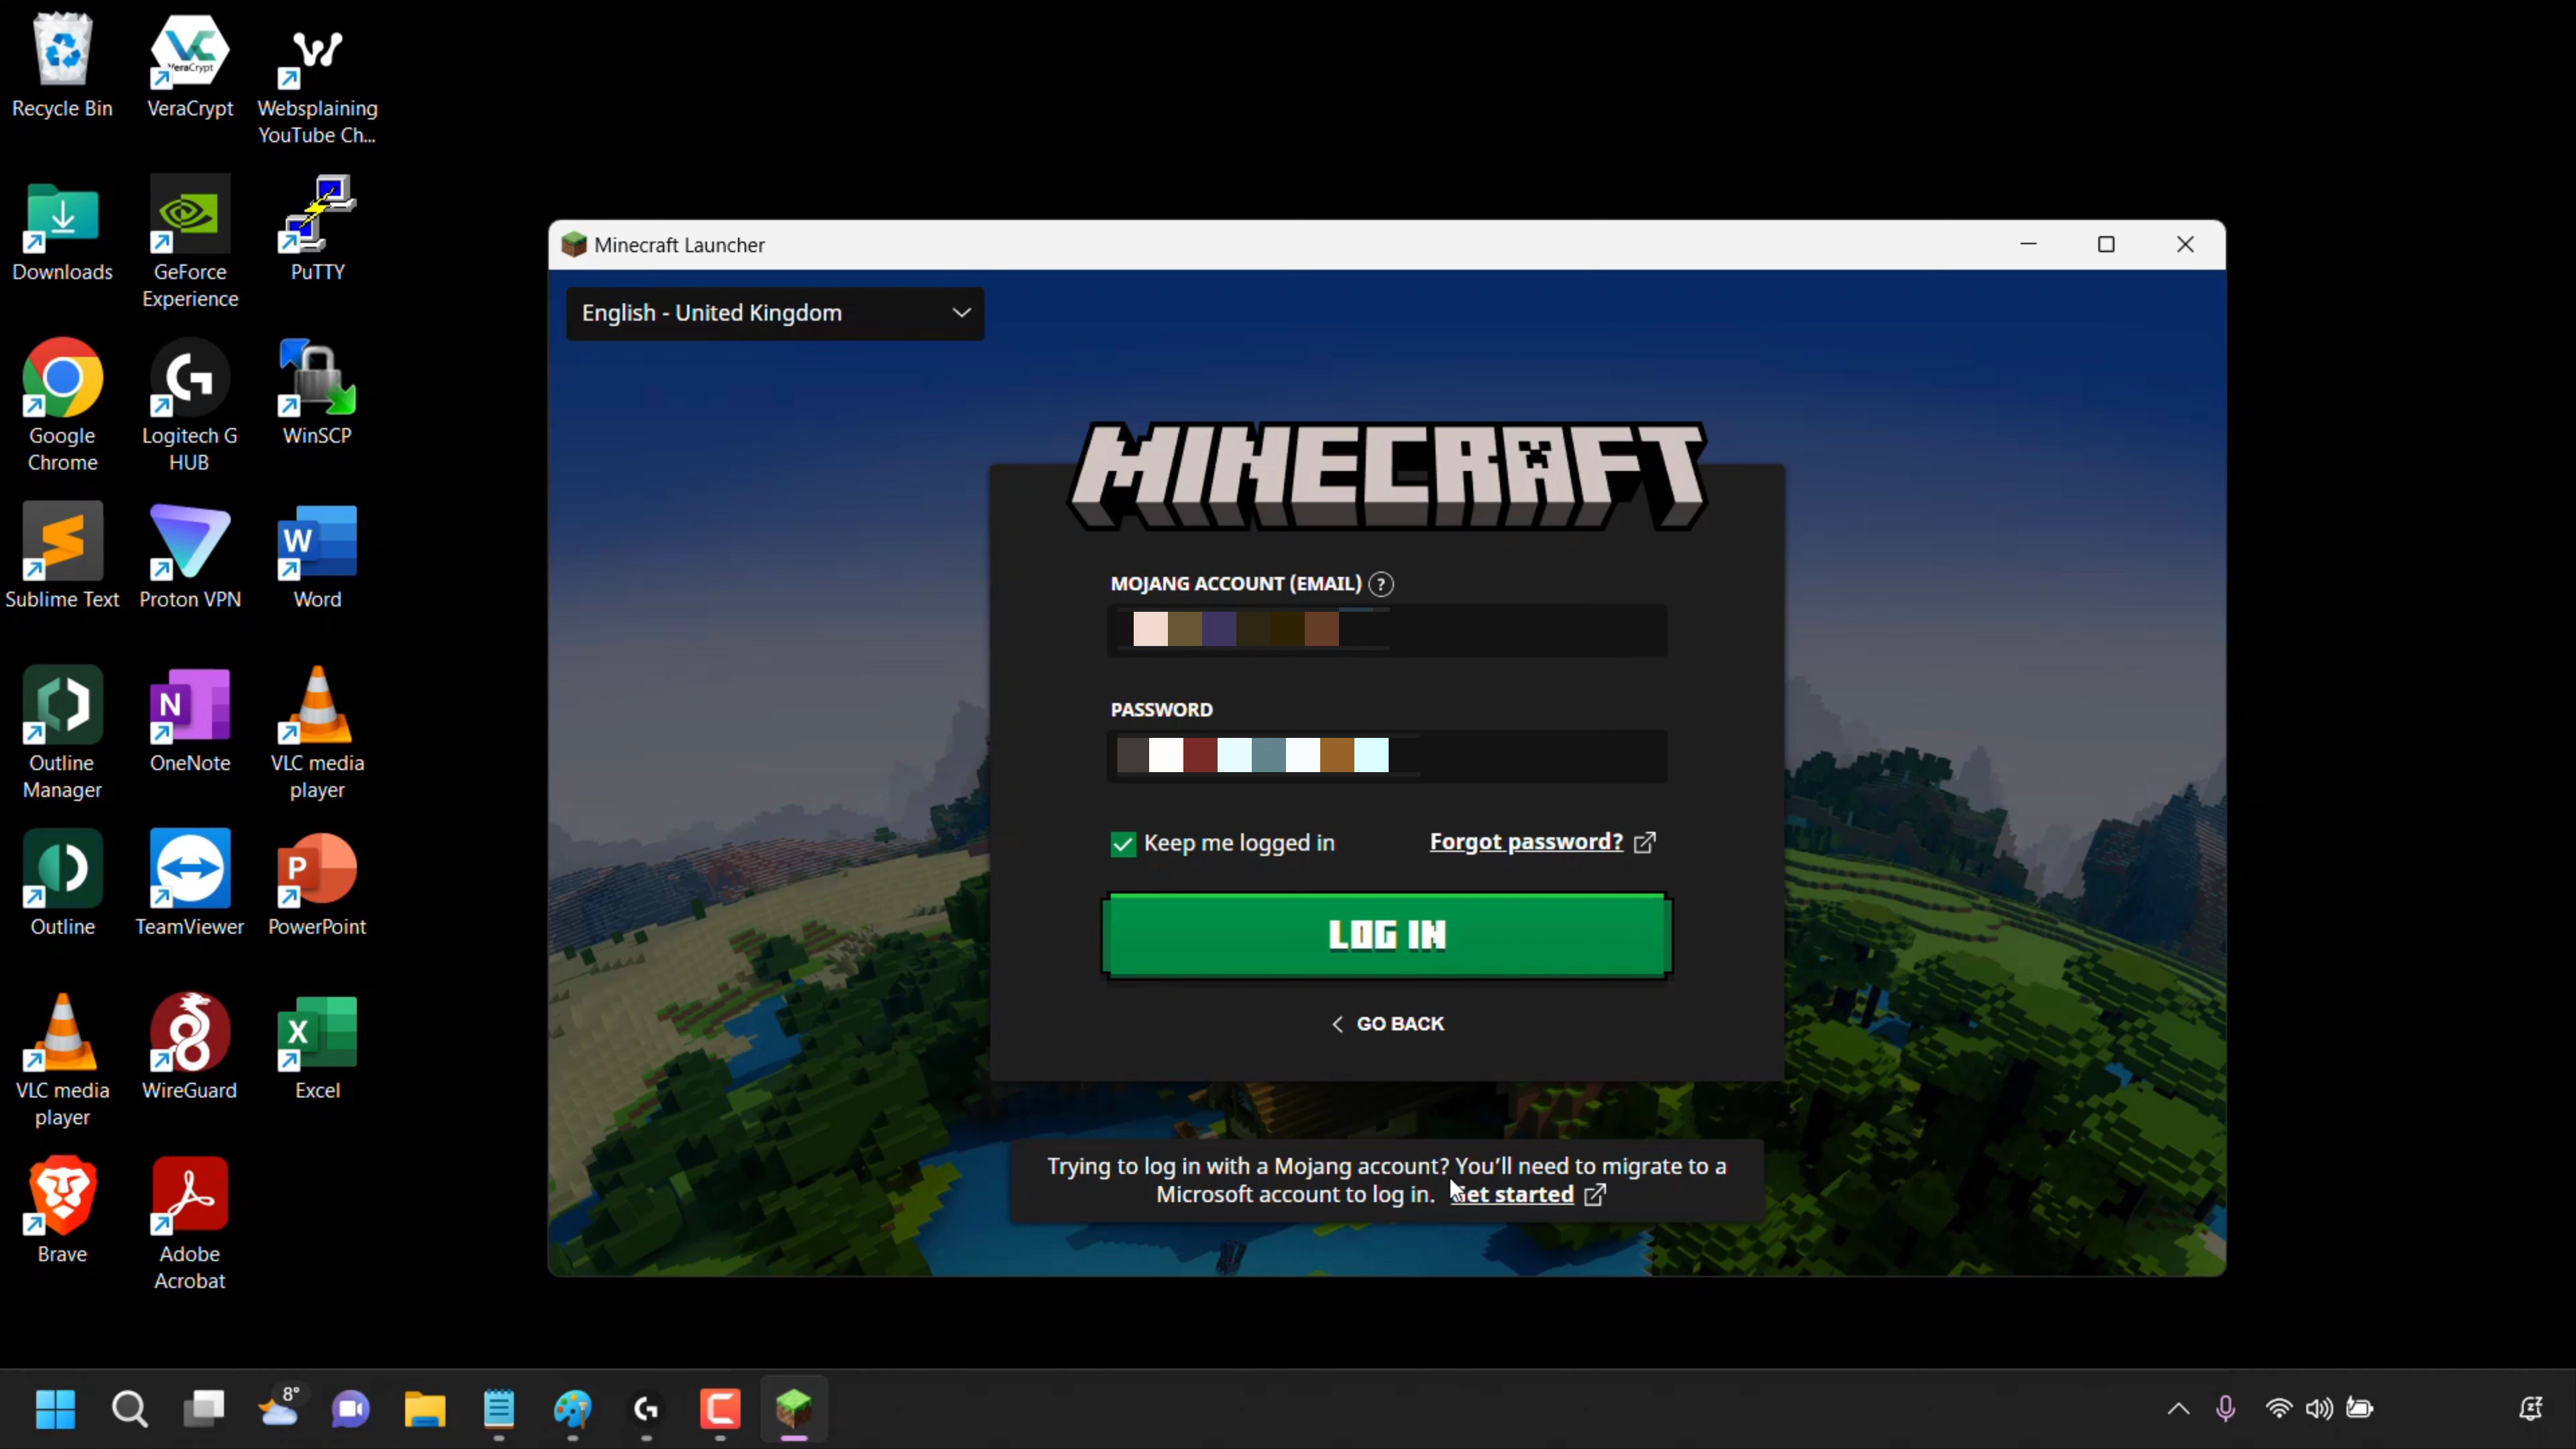 Recycle Bin
VeraCrypt
VeraCrypt
Websplaining
YouTube Ch...
Downloads
GeForce
Experience
PuTTY
Google
Chrome
Logitech G
HUB
WinSCP
Sublime Text
Proton VPN
W
Word
Outline
Manager
N
OneNote
VLC media
player
Outline
TeamViewer
P
PowerPoint
VLC media
player
WireGuard
X
Excel
Brave
Adobe
Acrobat
Minecraft Launcher
English - United Kingdom
MINECRAFT
MOJANG ACCOUNT (EMAIL) ?
PASSWORD
Keep me logged in
Forgot password?
LOG IN
GO BACK
Trying to log in with a Mojang account? You'll need to migrate to a
Microsoft account to log in. Get started
8°